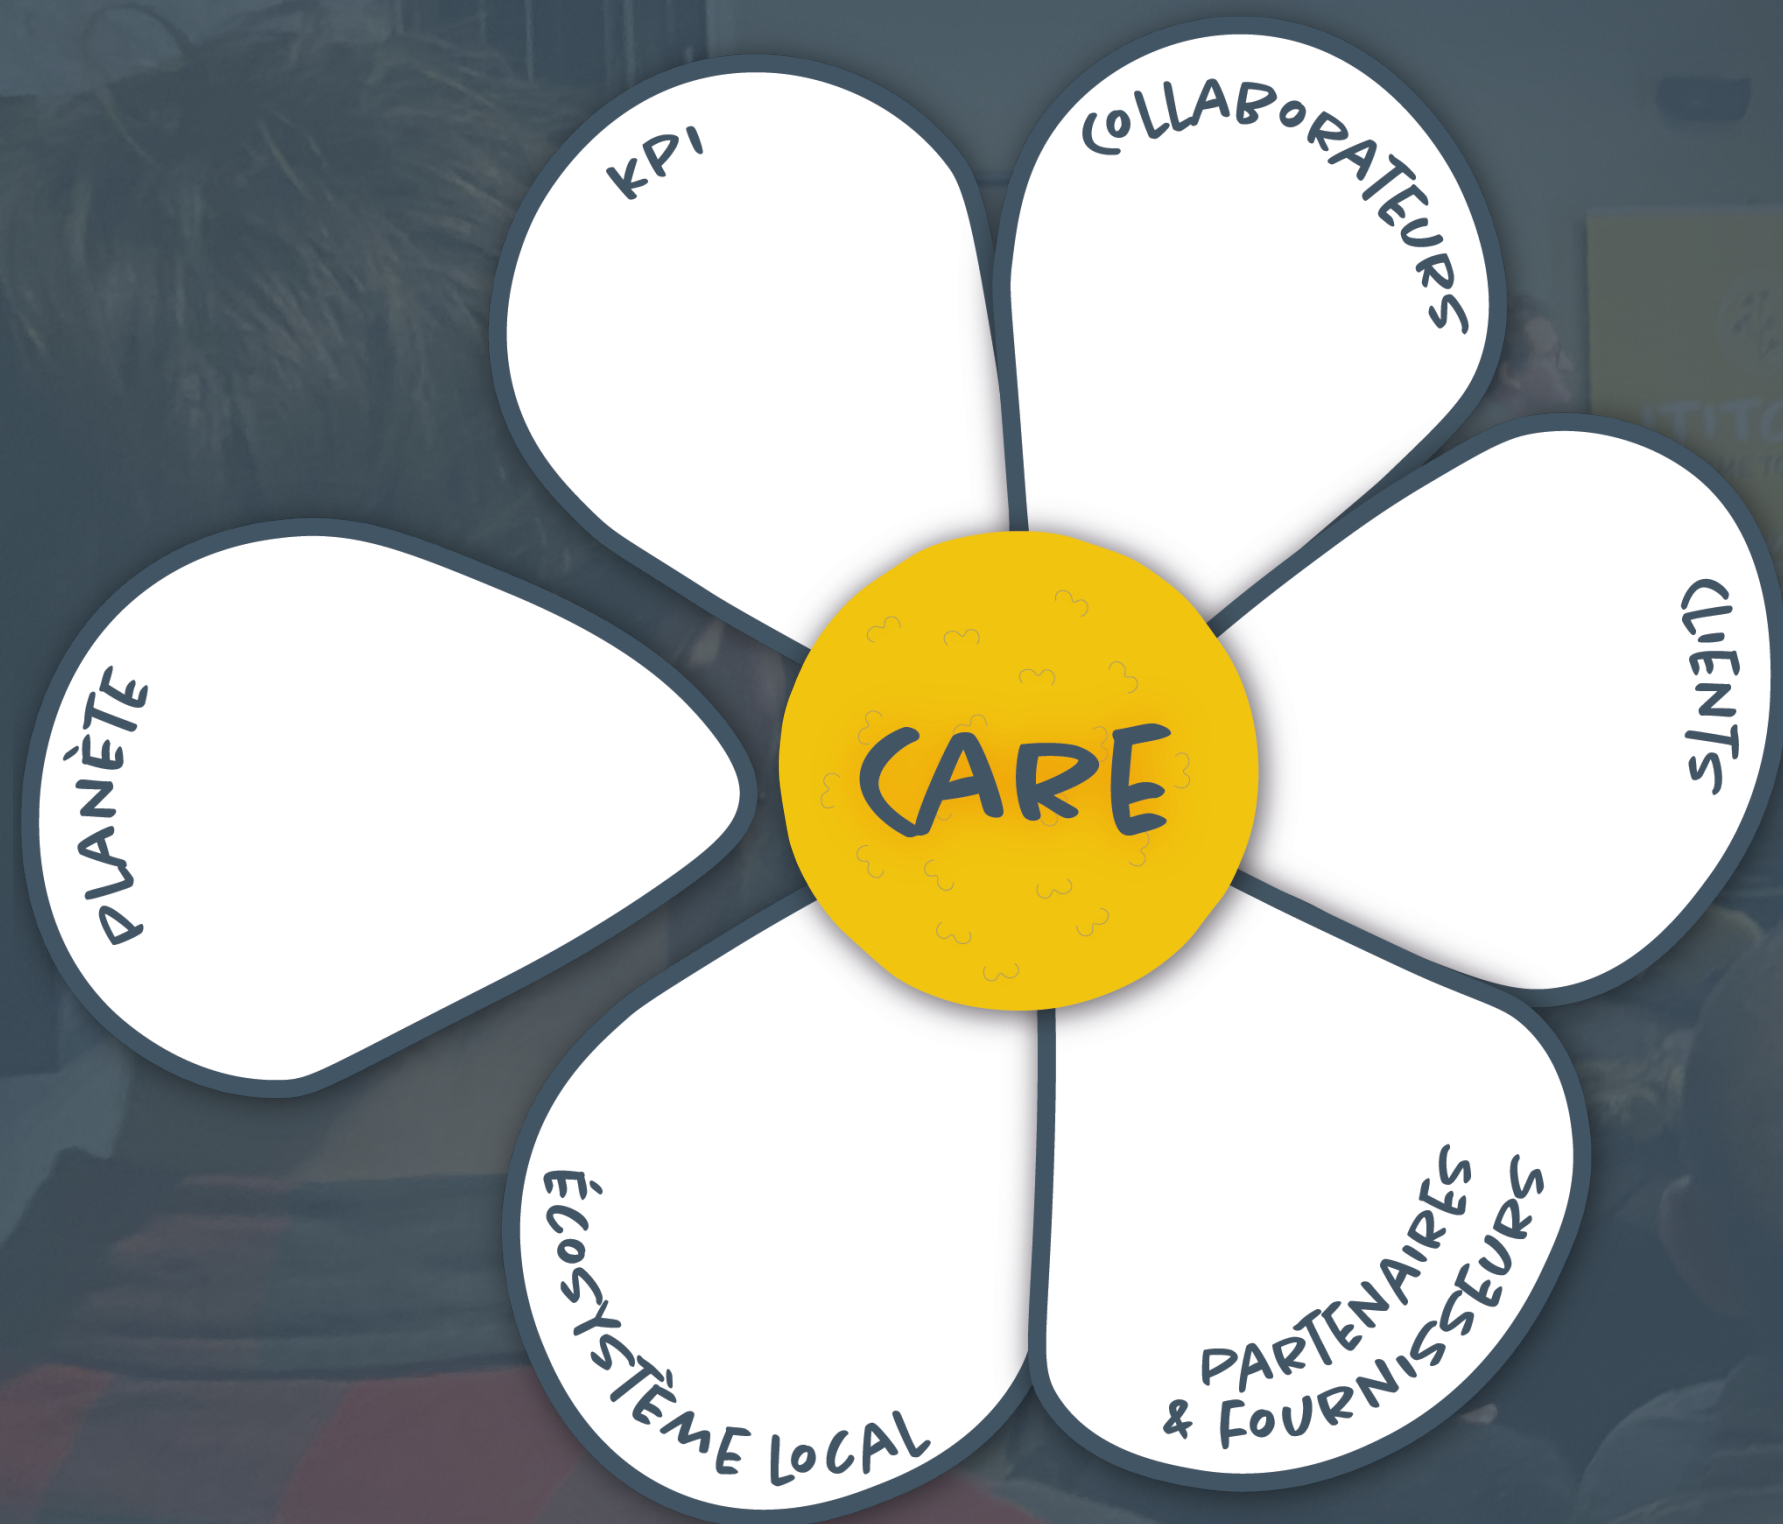 KPI
COLLABORATEURS
CLIENTS
CARE
PLANÈTE
PARTENAIRES
& FOURNISSEURS
ÉCOSYSTÈME LOCAL